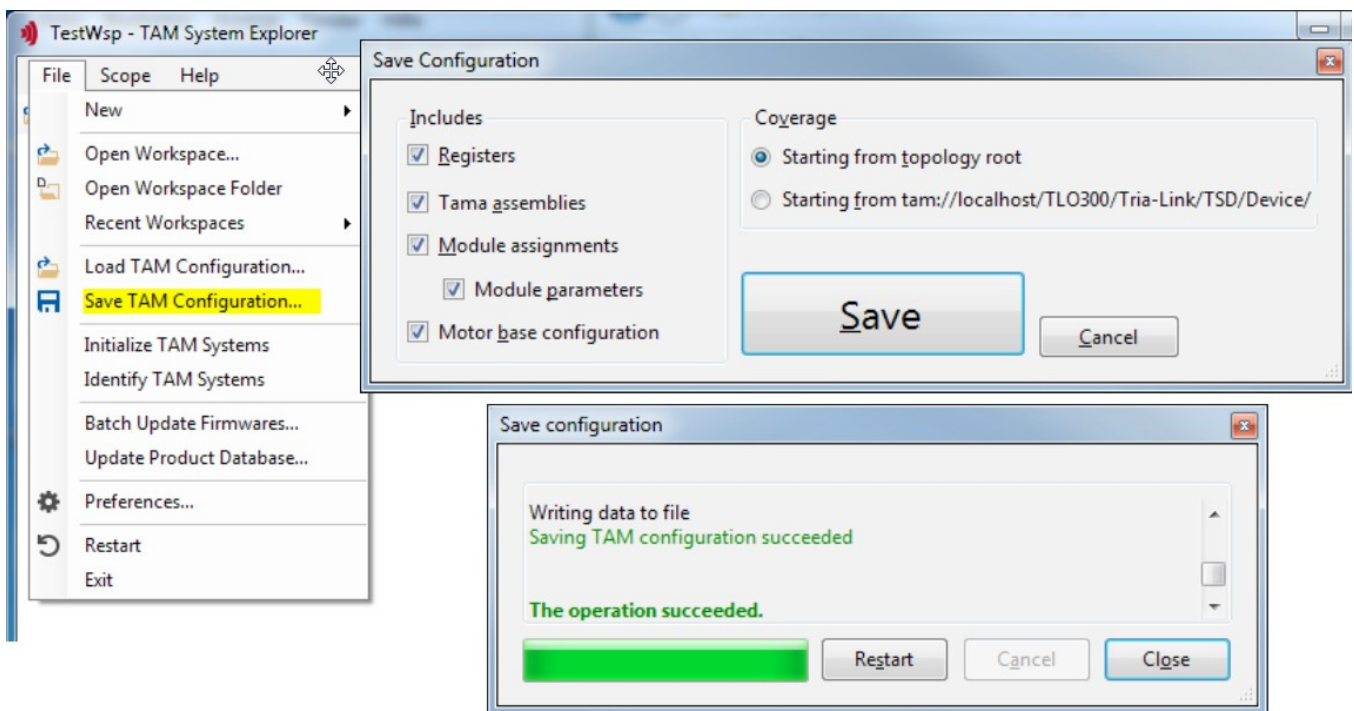 TestWsp - TAM System Explorer
File Scope Help
New
Open Workspace...
Open Workspace Folder
Recent Workspaces
Load TAM Configuration...
Save TAM Configuration...
Initialize TAM Systems
Identify TAM Systems
Batch Update Firmwares...
Update Product Database...
Preferences...
Restart
Exit
Save Configuration
Includes
Registers
Tama assemblies
Module assignments
Module parameters
Motor base configuration
Coverage
Starting from topology root
Starting from tam://localhost/TLO300/Tria-Link/TSD/Device/
Save
Cancel
Save configuration
Writing data to file
Saving TAM configuration succeeded
The operation succeeded.
Restart Cancel Close